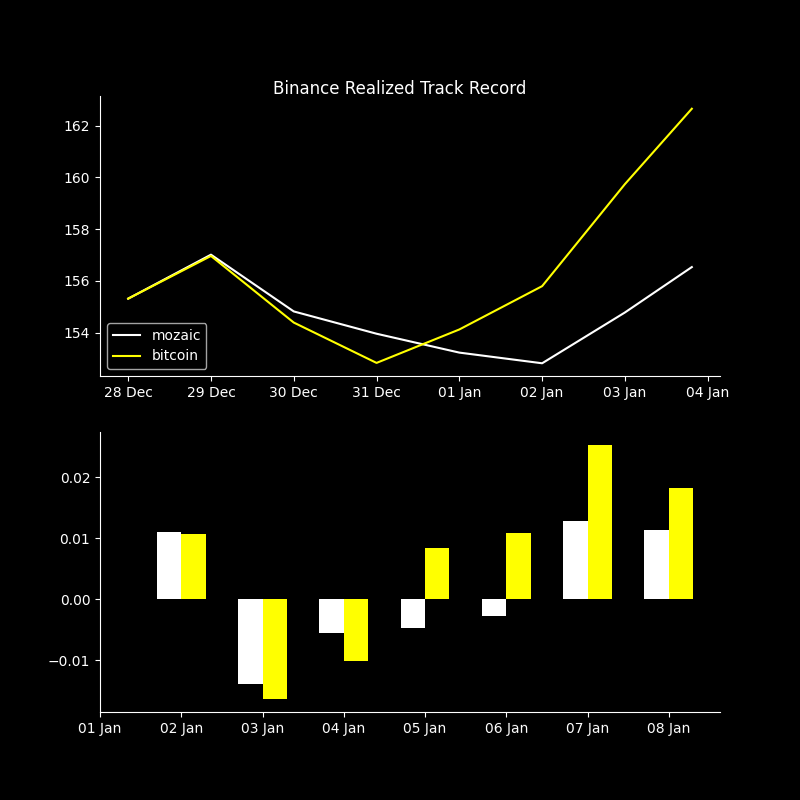 Binance Realized Track Record
162
160
158
156
154
mozaic
bitcoin
28 Dec 29 Dec 30 Dec 31 Dec 01 Jan 02 Jan 03 Jan 04 Jan
0.02
0.01
0.00
−0.01
01 Jan 02 Jan 03 Jan 04 Jan 05 Jan 06 Jan 07 Jan 08 Jan